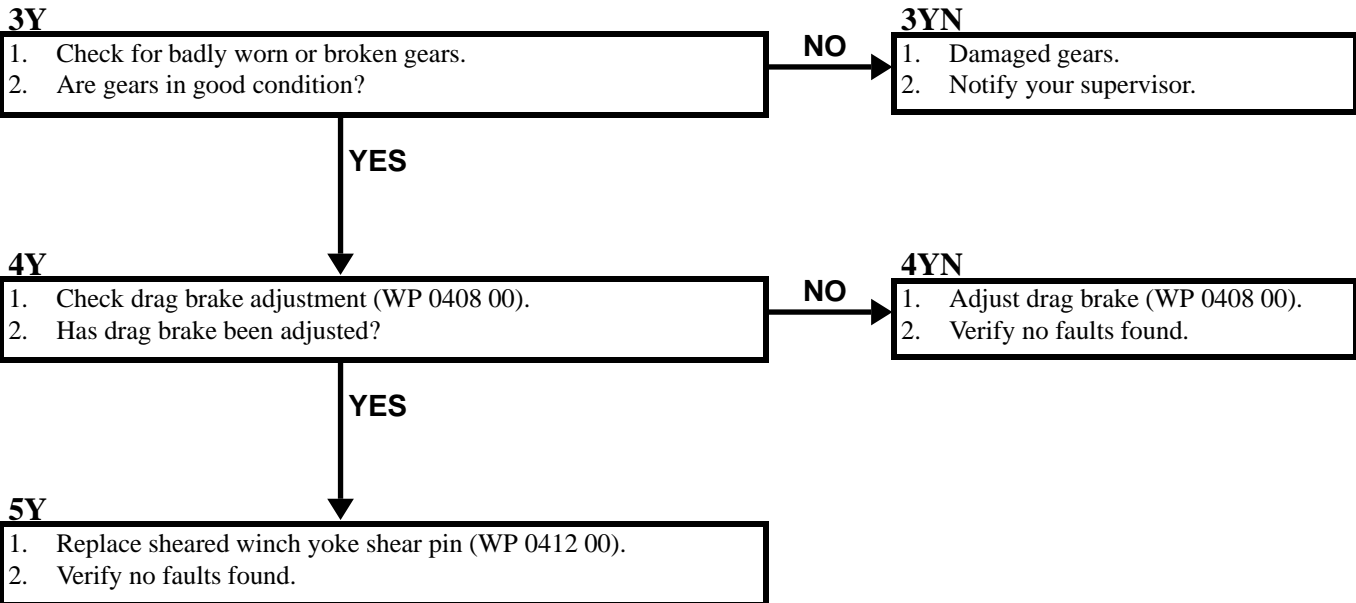 3Y
1. Check for badly worn or broken gears.
2. Are gears in good condition?
NO
3YN
1. Damaged gears.
2. Notify your supervisor.
YES
4Y
1. Check drag brake adjustment (WP 0408 00).
2. Has drag brake been adjusted?
NO
4YN
1. Adjust drag brake (WP 0408 00).
2. Verify no faults found.
YES
5Y
1. Replace sheared winch yoke shear pin (WP 0412 00).
2. Verify no faults found.